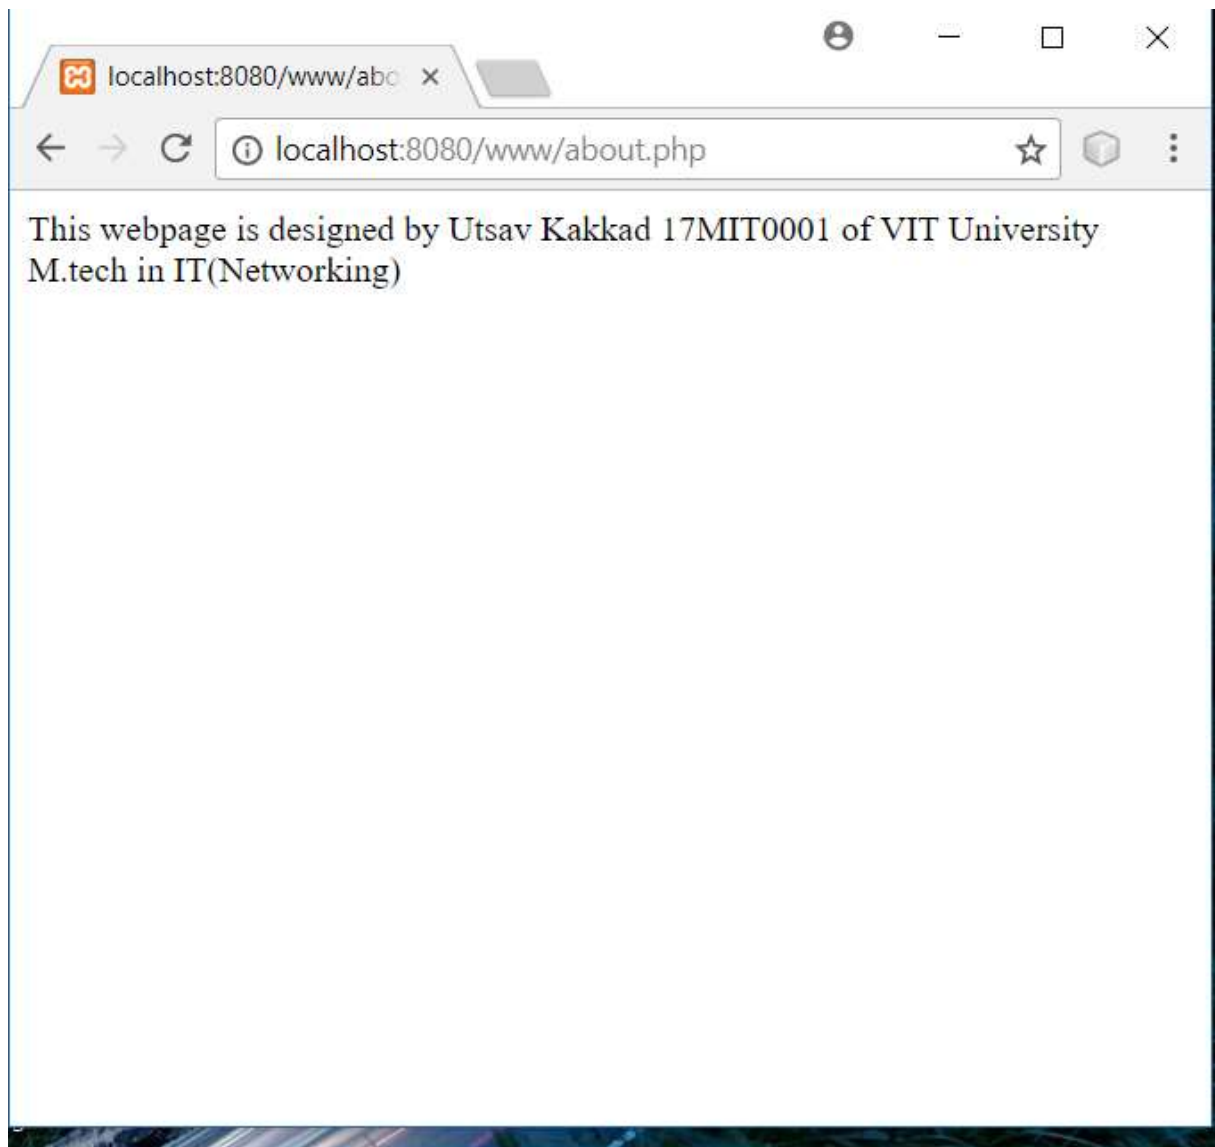 localhost:8080/www/abo
localhost:8080/www/about.php
This webpage is designed by Utsav Kakkad 17MIT0001 of VIT University
M.tech in IT(Networking)